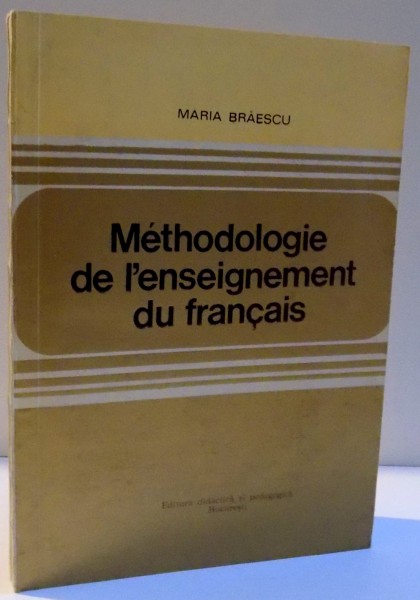 MARIA BRĂESCU
Méthodologie
de l'enseignement
du français
Editura didactică și pedagogică
București